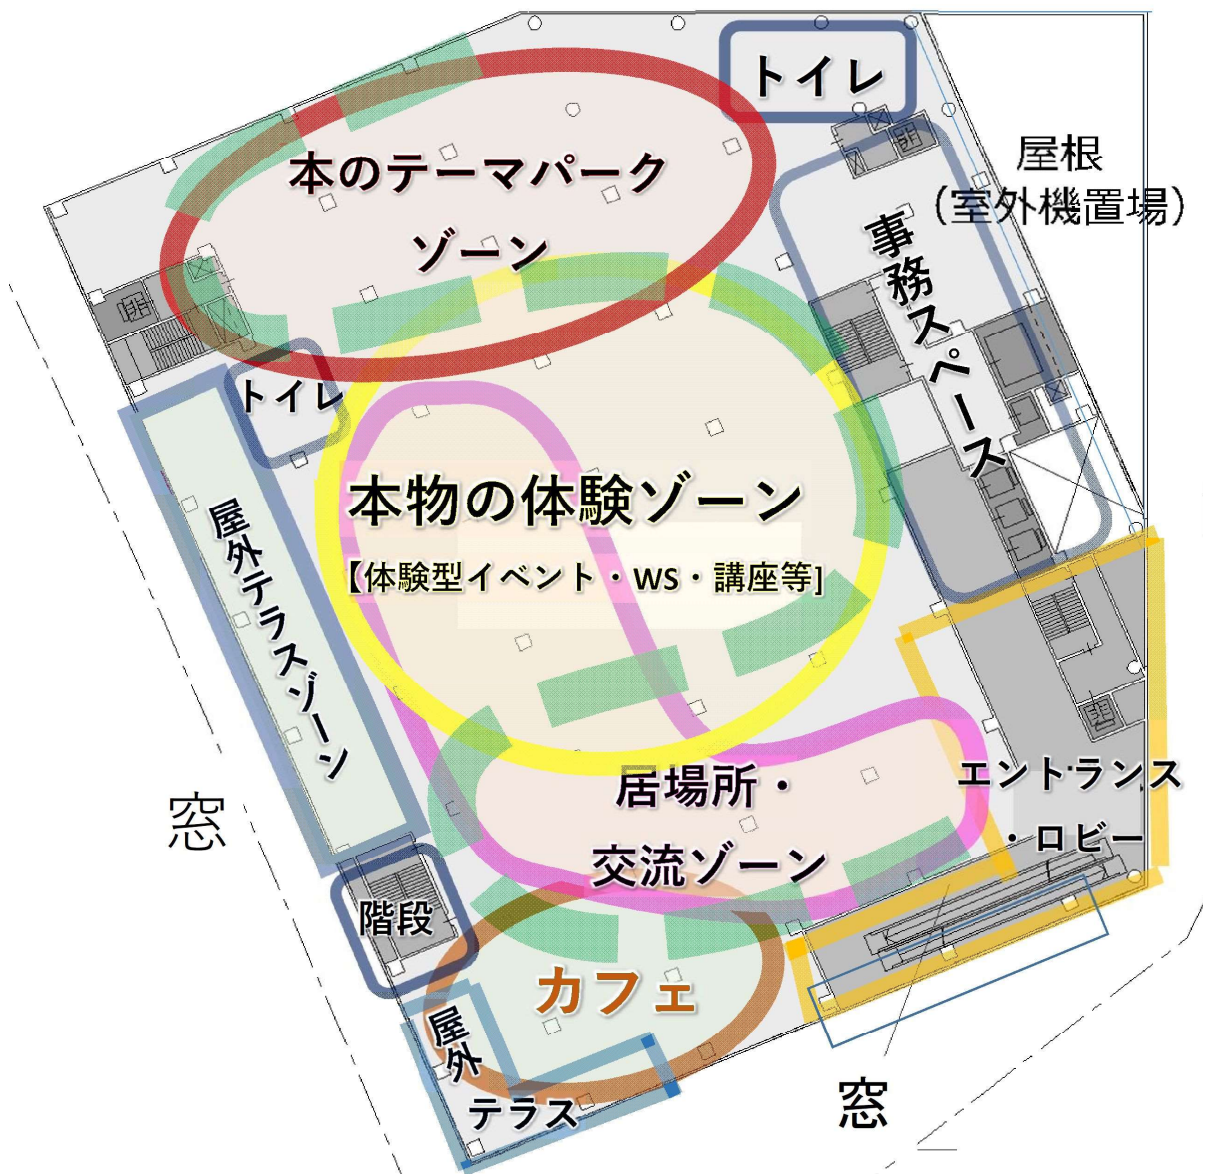 トイレ
屋根
（室外機置場）
本のテーマパーク
ゾーン
事務スペース
トイレ
本物の体験ゾーン
【体験型イベント・WS・講座等]
屋外テラスゾーン
窓
居場所・
交流ゾーン
エントランス
・ロビー
階段
カフェ
屋外
テラス
窓